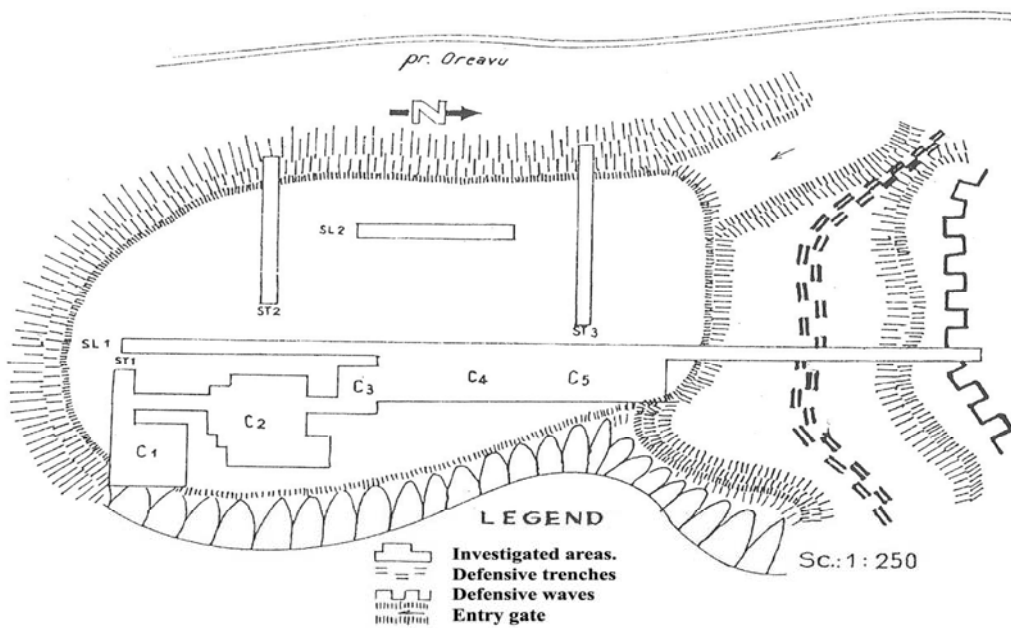 pr. Oreavu
N
SL 2
ST2
ST3
SL 1
ST1
C3
C4
C5
C2
C1
LEGEND
Investigated areas.
Defensive trenches
Defensive waves
Entry gate
Sc.: 1 : 250